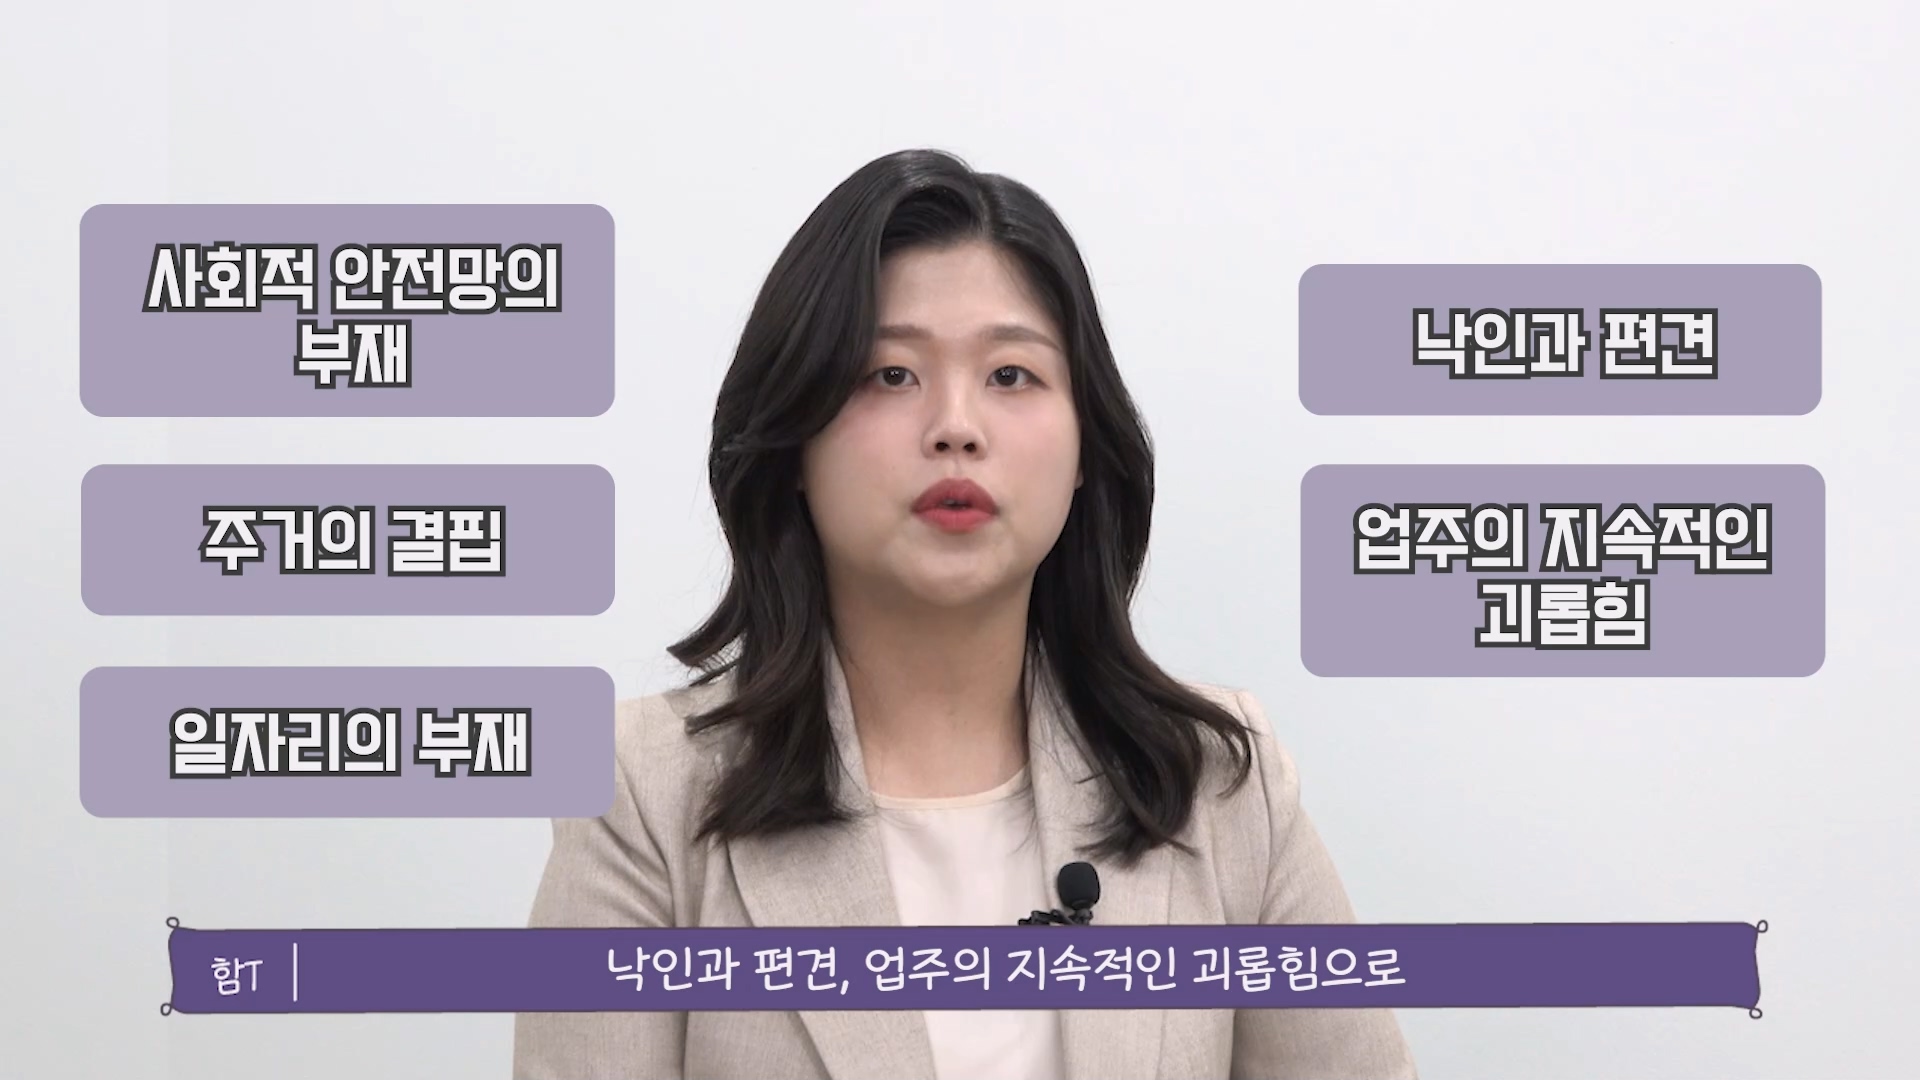 사회적 안전망의
부재
주거의 결핍
일자리의 부재
낙인과 편견
업주의 지속적인
괴롭힘
함T
낙인과 편견, 업주의 지속적인 괴롭힘으로